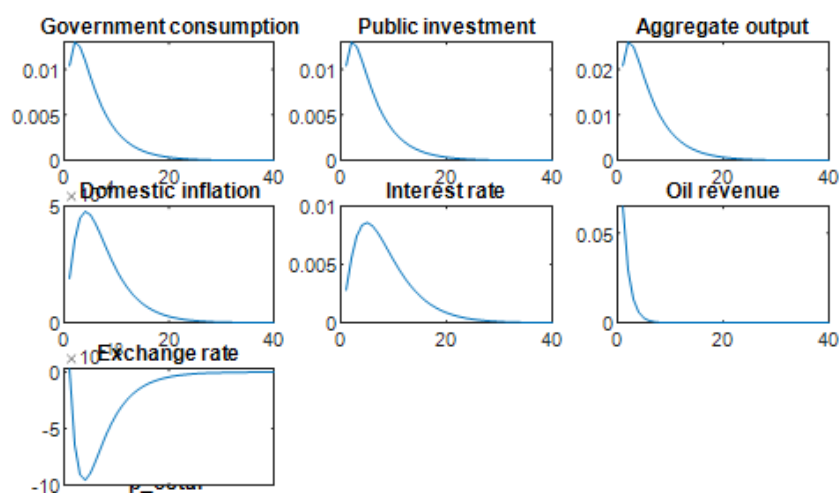 Government consumption Public investment Aggregate output
0.01 0.01 0.02
0.005 0.005 0.01
0 0 0
0 20 40 0 20 40 0 20 40
Domestic inflation Interest rate Oil revenue
5 0.01 0.05
0.005
0 0 0
0 20 40 0 20 40 0 20 40
×10
Exchange rate
0
-5
-10